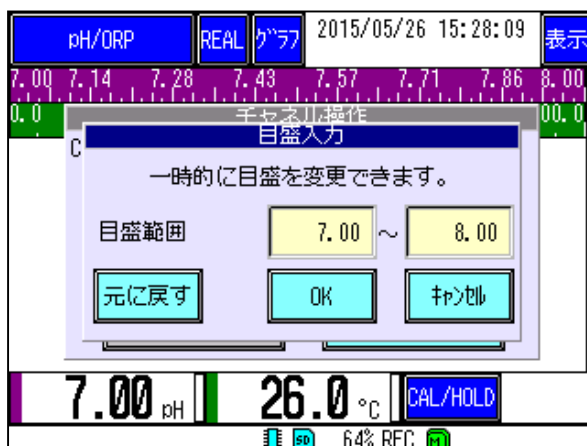 pH/ORP REAL グラフ 2015/05/26 15:28:09 表示
7.00 7.14 7.28 7.43 7.57 7.71 7.86 8.00
0.0 チャネル操作 00.0
目盛入力
C
一時的に目盛を変更できます。
目盛範囲 7.00 ～ 8.00
元に戻す OK キャンセル
7.00 pH 26.0 °C CAL/HOLD
SD 64% REC M